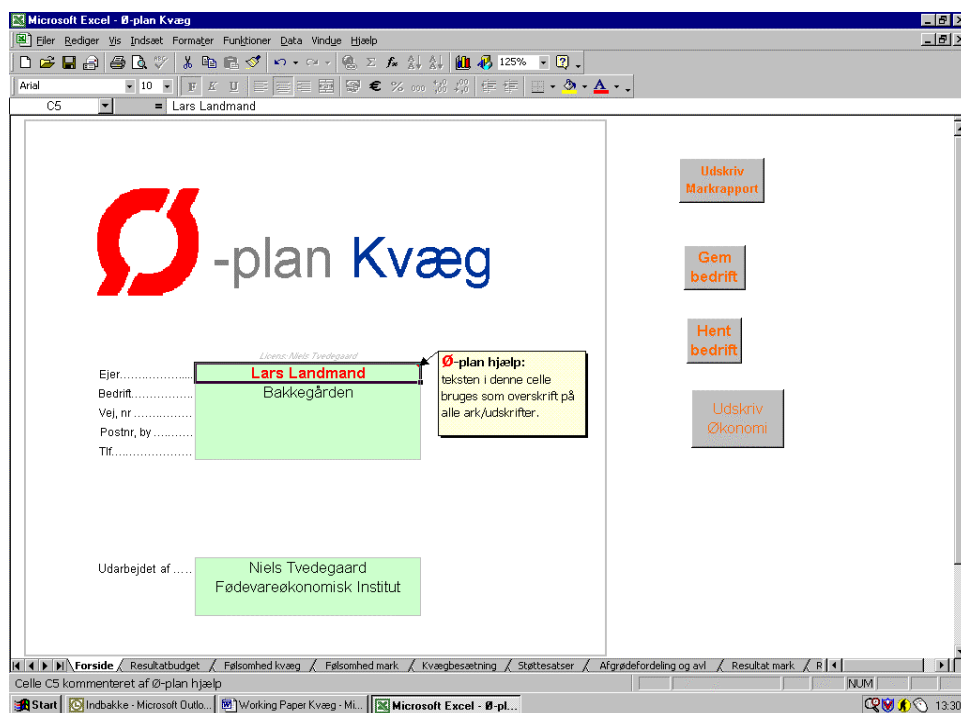 Microsoft Excel - Ø-plan Kvæg
Filer Rediger Vis Indsæt Formater Funktioner Data Vindue Hjælp
125%
Arial 10 F K U
C5 = Lars Landmand
Udskriv
Markrapport
Ø-plan Kvæg
Gem
bedrift
Hent
bedrift
Licens: Niels Tvedegaard
Ejer.................... Lars Landmand
Bedrift................. Bakkegården
Vej, nr ................
Postnr, by ...........
Tlf......................
Ø-plan hjælp:
teksten i denne celle
bruges som overskrift på
alle ark/udskrifter.
Udskriv
Økonomi
Udarbejdet af ..... Niels Tvedegaard
Fødevareøkonomisk Institut
Forside / Resultatbudget / Følsomhed kvæg / Følsomhed mark / Kvægbesætning / Støttesatser / Afgrødefordeling og avl / Resultat mark / R
Celle C5 kommenteret af Ø-plan hjælp NUM
Start Indbakke - Microsoft Outlo... Working Paper Kvæg - Mi... Microsoft Excel - Ø-pl... 13:30